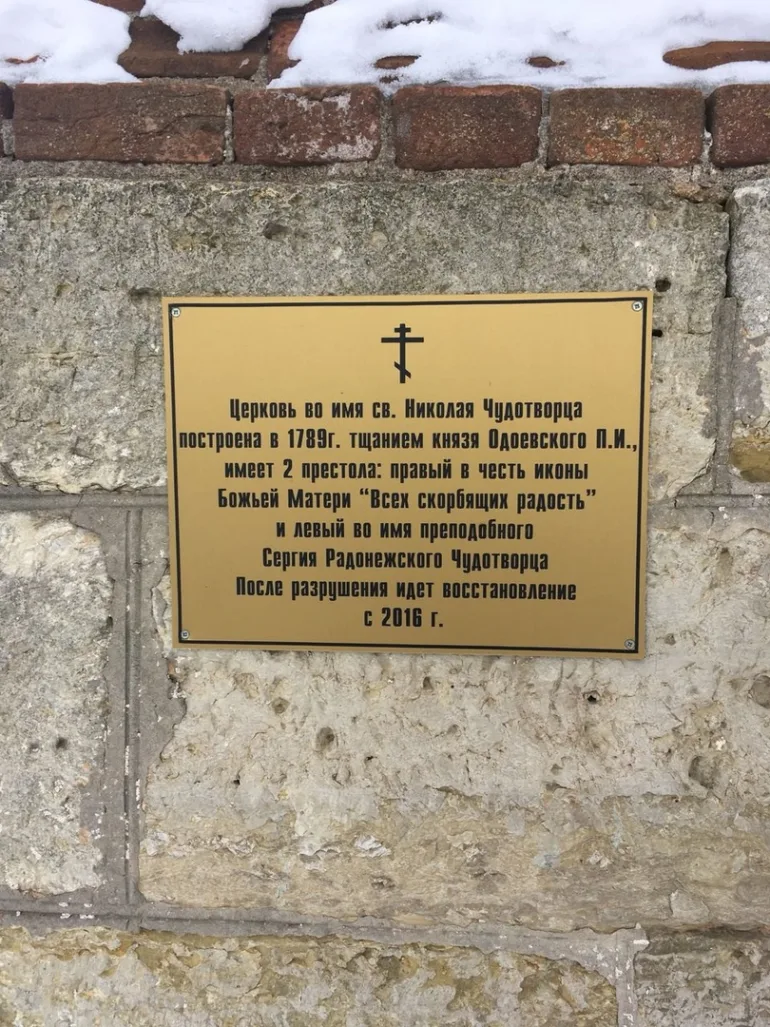 Церковь во имя св. Николая Чудотворца
построена в 1789г. тщанием князя Одоевского П.И.,
имеет 2 престола: правый в честь иконы
Божьей Матери “Всех скорбящих радость”
и левый во имя преподобного
Сергия Радонежского Чудотворца
После разрушения идет восстановление
с 2016 г.